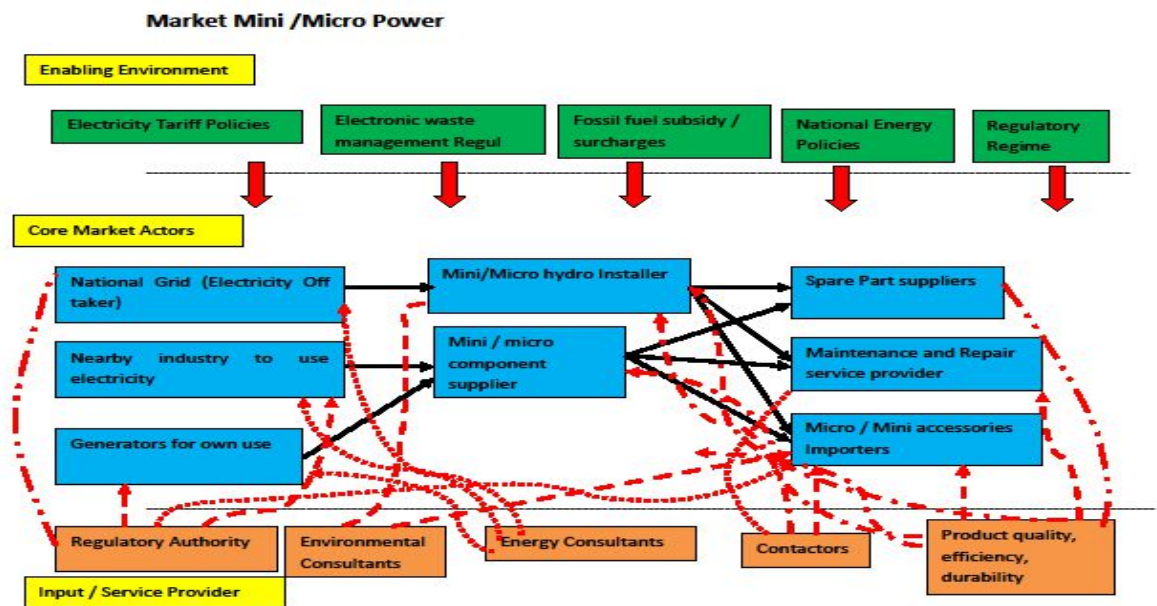 Market Mini /Micro Power
Enabling Environment
Electricity Tariff Policies
Electronic waste
management Regul
Fossil fuel subsidy /
surcharges
National Energy
Policies
Regulatory
Regime
Core Market Actors
National Grid (Electricity Off
taker)
Mini/Micro hydro Installer
Spare Part suppliers
Nearby industry to use
electricity
Mini / micro
component
supplier
Maintenance and Repair
service provider
Generators for own use
Micro / Mini accessories
Importers
Regulatory Authority
Environmental
Consultants
Energy Consultants
Contactors
Product quality,
efficiency,
durability
Input / Service Provider